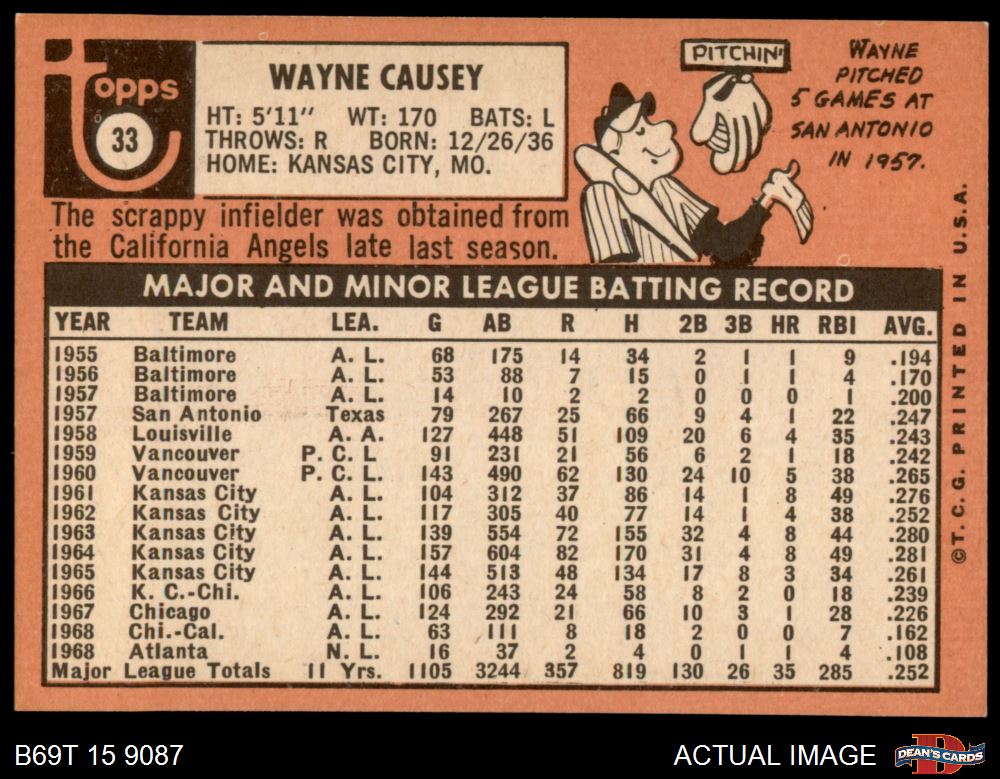 Topps
33
WAYNE CAUSEY
HT: 5'11" WT: 170 BATS: L
THROWS: R BORN: 12/26/36
HOME: KANSAS CITY, MO.
PITCHIN'
WAYNE
PITCHED
5 GAMES AT
SAN ANTONIO
IN 1957.
The scrappy infielder was obtained from
the California Angels late last season.
MAJOR AND MINOR LEAGUE BATTING RECORD
YEAR TEAM LEA. G AB R H 2B 3B HR RBI AVG.
1955 Baltimore A. L. 68 175 14 34 2 1 1 9 .194
1956 Baltimore A. L. 53 88 7 15 0 1 1 4 .170
1957 Baltimore A. L. 14 10 2 2 0 0 0 1 .200
1957 San Antonio Texas 79 267 25 66 9 4 1 22 .247
1958 Louisville A. A. 127 448 51 109 20 6 4 35 .243
1959 Vancouver P. C. L 91 231 21 56 6 2 1 18 .242
1960 Vancouver P. C. L. 143 490 62 130 24 10 5 38 .265
1961 Kansas City A. L. 104 312 37 86 14 1 8 49 .276
1962 Kansas City A. L. 117 305 40 77 14 1 4 38 .252
1963 Kansas City A. L. 139 554 72 155 32 4 8 44 .280
1964 Kansas City A. L. 157 604 82 170 31 4 8 49 .281
1965 Kansas City A. L. 144 513 48 134 17 8 3 34 .261
1966 K. C.-Chi. A. L. 106 243 24 58 8 2 0 18 .239
1967 Chicago A. L. 124 292 21 66 10 3 1 28 .226
1968 Chi.-Cal. A. L. 63 111 8 18 2 0 0 7 .162
1968 Atlanta N. L. 16 37 2 4 0 1 1 4 .108
Major League Totals 11 Yrs. 1105 3244 357 819 130 26 35 285 .252
©T. C. G. PRINTED IN U.S.A.
B69T 15 9087
ACTUAL IMAGE
D
DEAN'S CARDS